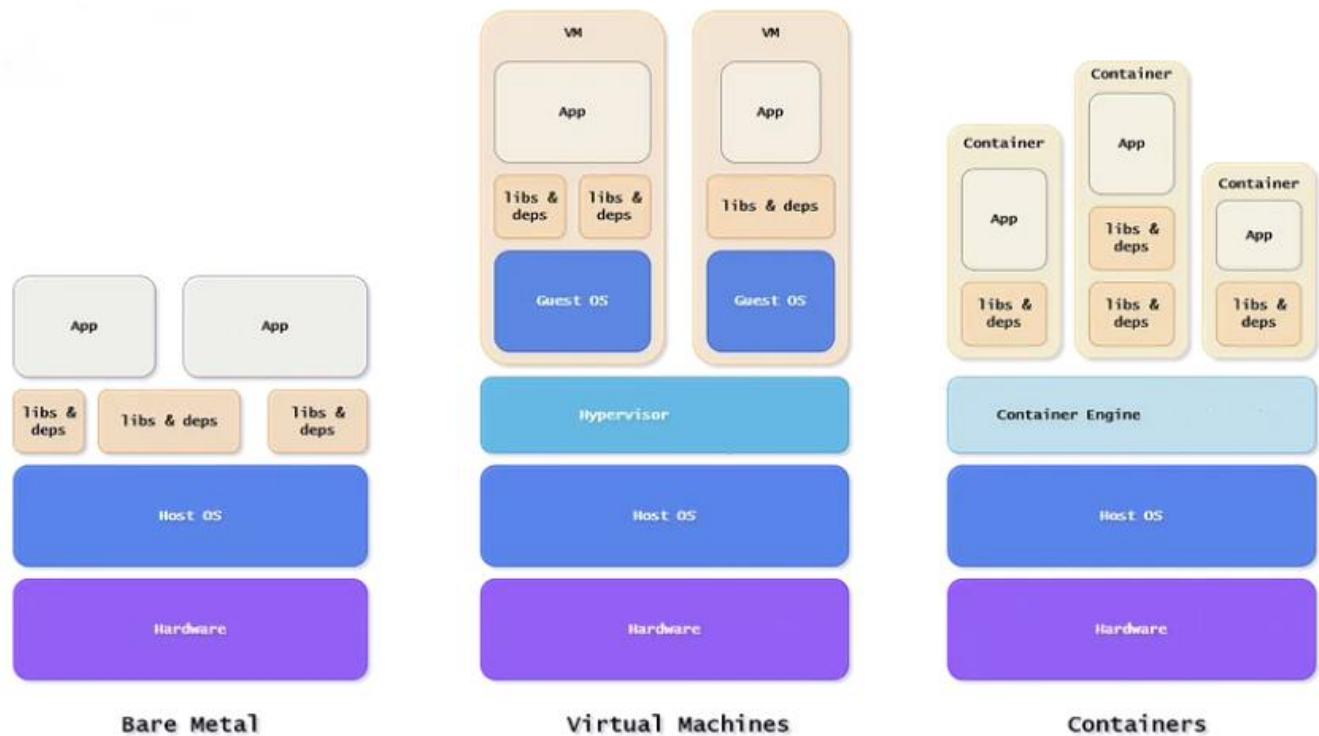 App
App
libs &
deps
libs & deps
libs &
deps
Host OS
Hardware
Bare Metal
VM
App
libs &
deps
libs &
deps
Guest OS
VM
App
libs & deps
Guest OS
Hypervisor
Host OS
Hardware
Virtual Machines
Container
App
libs &
deps
Container
App
libs &
deps
libs &
deps
Container
App
libs &
deps
Container Engine
Host OS
Hardware
Containers